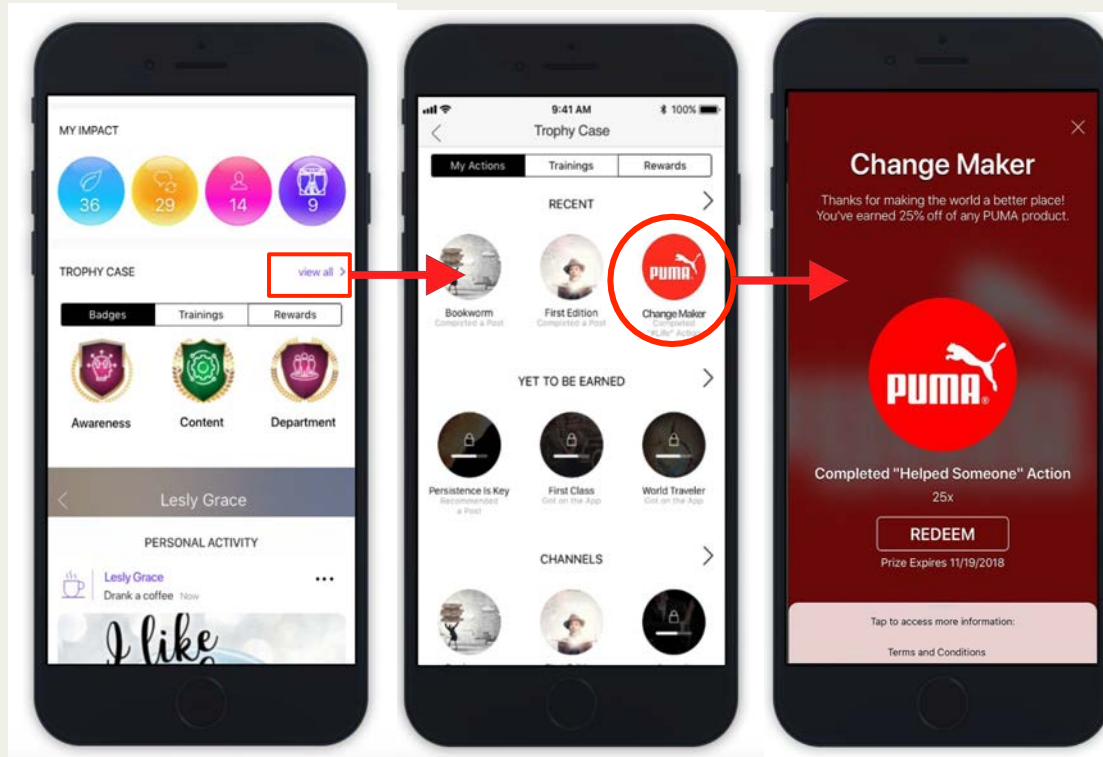 MY IMPACT
36
29
14
9
TROPHY CASE
view all >
Badges
Trainings
Rewards
Awareness
Content
Department
Lesly Grace
PERSONAL ACTIVITY
Lesly Grace
Drank a coffee Now
I like
9:41 AM
100%
Trophy Case
My Actions
Trainings
Rewards
RECENT
PUMA
Bookworm
Completed a Post
First Edition
Completed a Post
Change Maker
Completed
"#Life" Action
YET TO BE EARNED
Persistence Is Key
Recommended
a Post
First Class
Got on the App
World Traveler
Got on the App
CHANNELS
Change Maker
Thanks for making the world a better place!
You've earned 25% off of any PUMA product.
PUMA®
Completed "Helped Someone" Action
25x
REDEEM
Prize Expires 11/19/2018
Tap to access more information:
Terms and Conditions